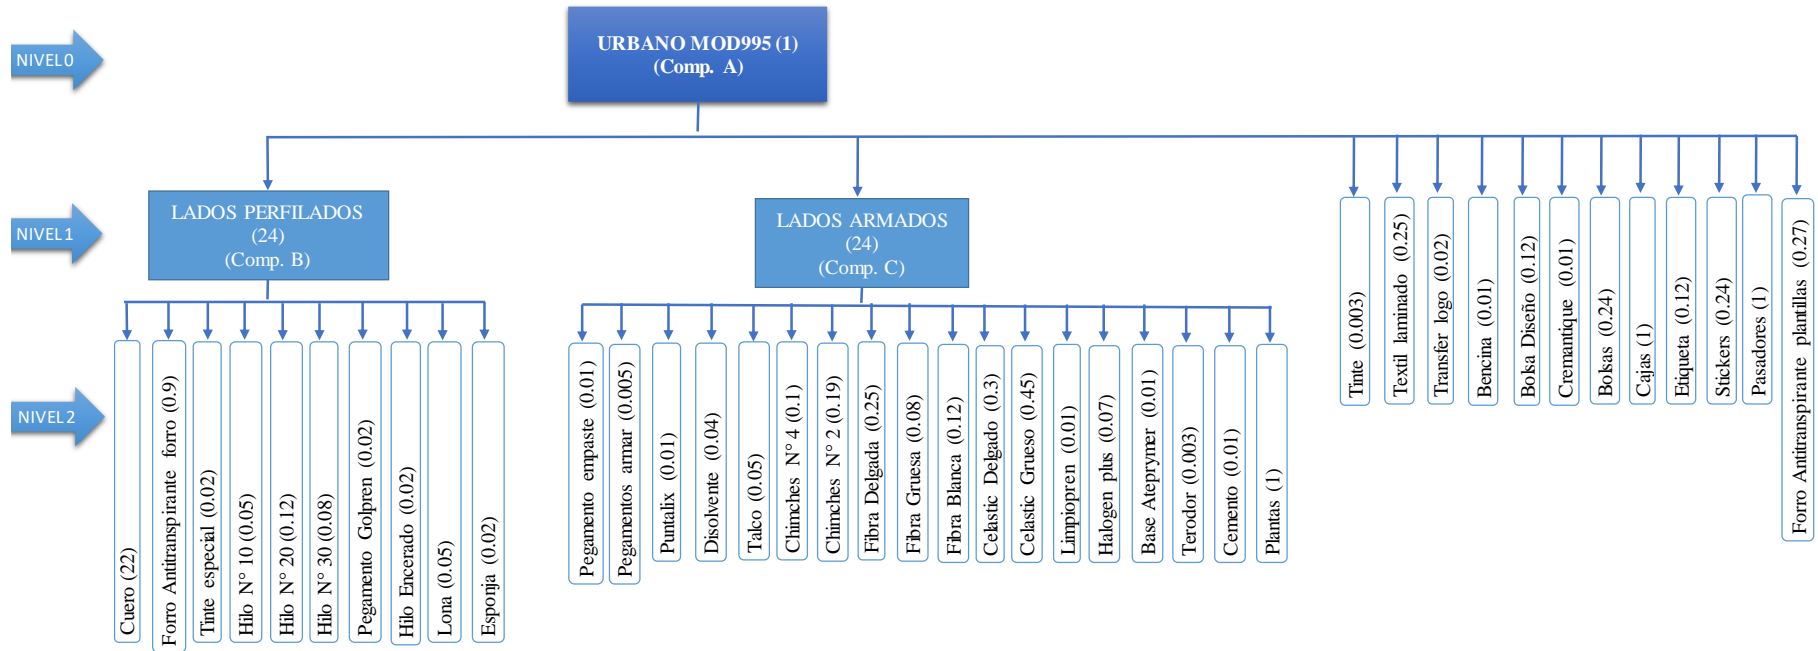 NIVEL0
URBANO MOD995 (1)
(Comp. A)
NIVEL1
LADOS PERFILADOS
(24)
(Comp. B)
LADOS ARMADOS
(24)
(Comp. C)
Tinte (0.003)
Textil laminado (0.25)
Transfer logo (0.02)
Bencina (0.01)
Bolsa Diseño (0.12)
Cremantique (0.01)
Bolsas (0.24)
Cajas (1)
Etiqueta (0.12)
Stickers (0.24)
Pasadores (1)
Forro Antitranspirante plantillas (0.27)
NIVEL2
Cuero (22)
Forro Antitranspirante forro (0.9)
Tinte especial (0.02)
Hilo N° 10 (0.05)
Hilo N° 20 (0.12)
Hilo N° 30 (0.08)
Pegamento Golpren (0.02)
Hilo Encerado (0.02)
Lona (0.05)
Esponja (0.02)
Pegamento empaste (0.01)
Pegamentos armar (0.005)
Puntalix (0.01)
Disolvente (0.04)
Talco (0.05)
Chinches N° 4 (0.1)
Chinches N° 2 (0.19)
Fibra Delgada (0.25)
Fibra Gruesa (0.08)
Fibra Blanca (0.12)
Celastic Delgado (0.3)
Celastic Grueso (0.45)
Limpiopren (0.01)
Halogen plus (0.07)
Base Ateprymer (0.01)
Terodor (0.003)
Cemento (0.01)
Plantas (1)